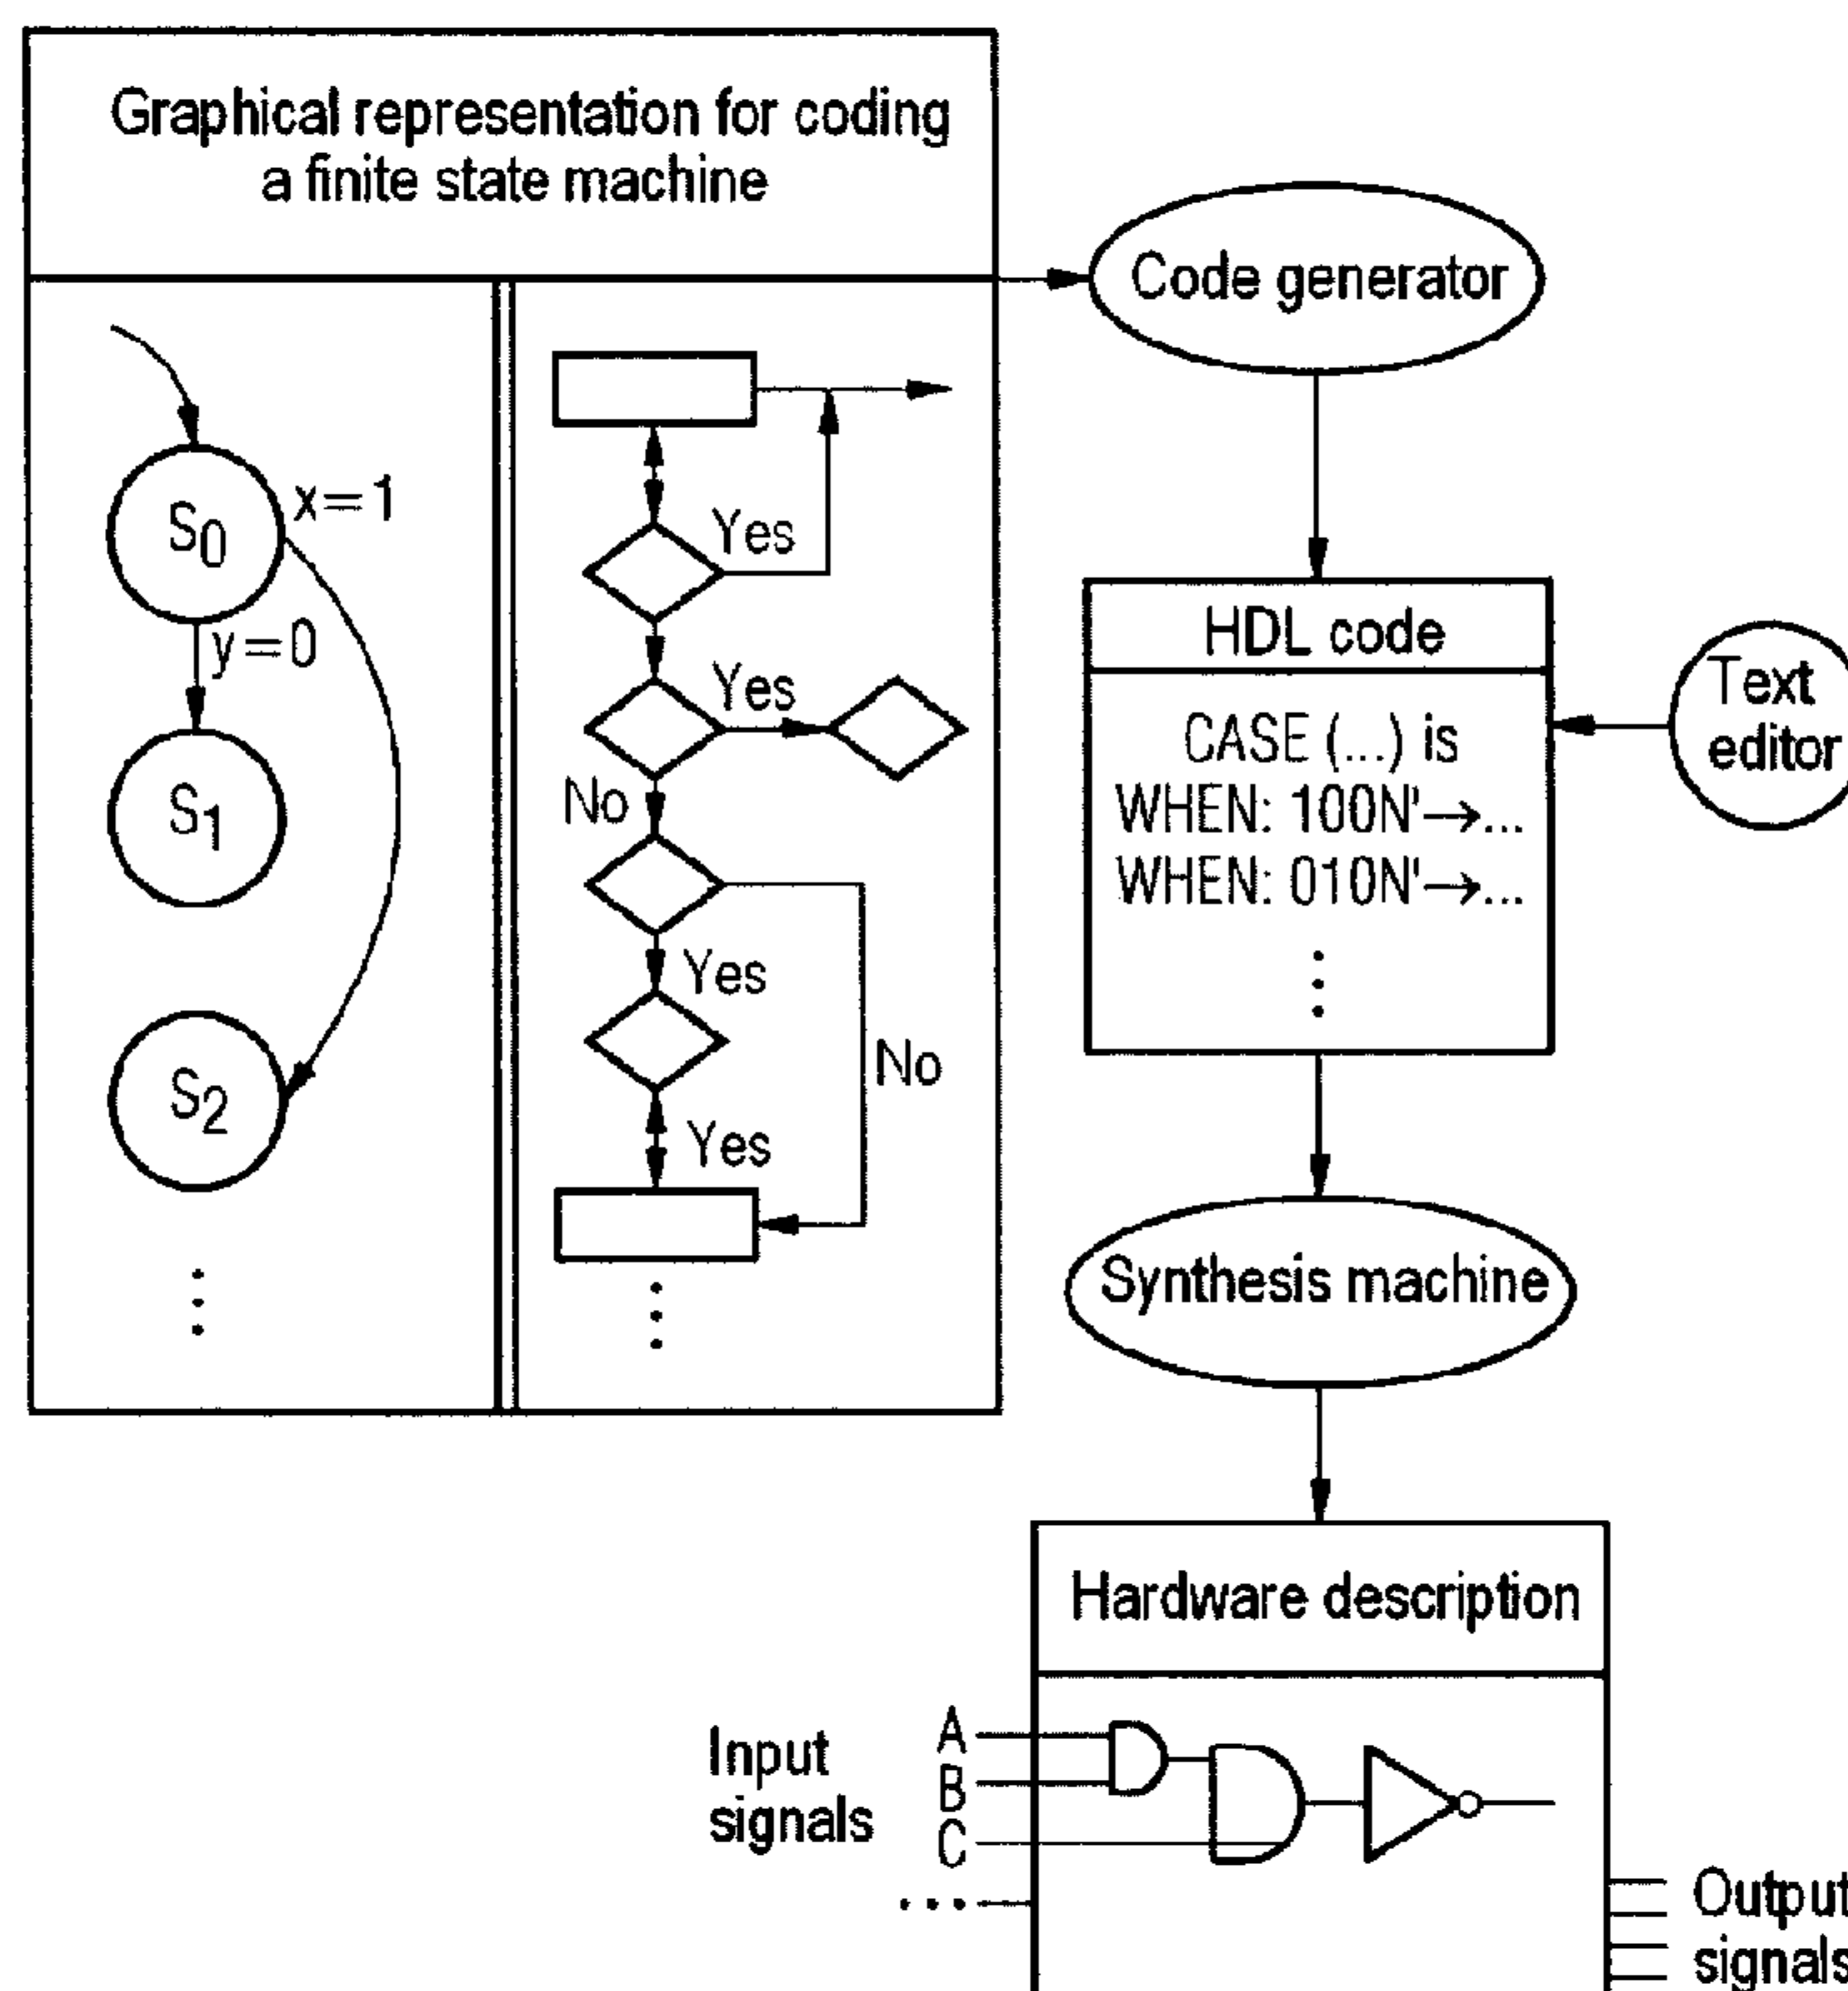 Graphical representation for coding
a finite state machine
Code generator
S0
x=1
y=0
S1
S2
Yes
Yes
No
Yes
No
Yes
HDL code
CASE (...) is
WHEN: 100N'→...
WHEN: 010N'→...
Text
editor
Synthesis machine
Hardware description
Input
signals
A
B
C
...
Output
signals